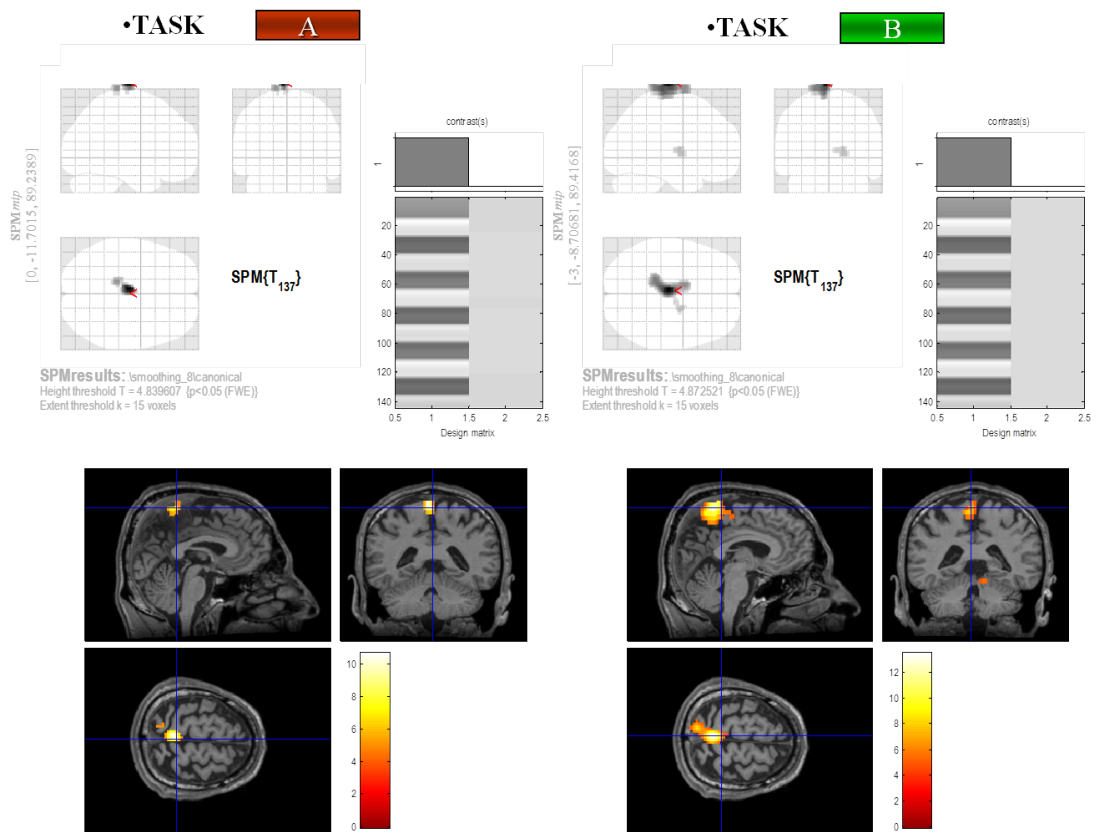 •TASK A
SPMmip
[0, -11.7015, 89.2389]
SPM{T137}
SPMresults: .\smoothing_8\canonical
Height threshold T = 4.839607 {p<0.05 (FWE)}
Extent threshold k = 15 voxels
contrast(s)
1
20
40
60
80
100
120
140
0.5 1 1.5 2 2.5
Design matrix
10
8
6
4
2
0
•TASK B
SPMmip
[-3, -8.70681, 89.4168]
SPM{T137}
SPMresults: .\smoothing_8\canonical
Height threshold T = 4.872521 {p<0.05 (FWE)}
Extent threshold k = 15 voxels
contrast(s)
1
20
40
60
80
100
120
140
0.5 1 1.5 2 2.5
Design matrix
12
10
8
6
4
2
0